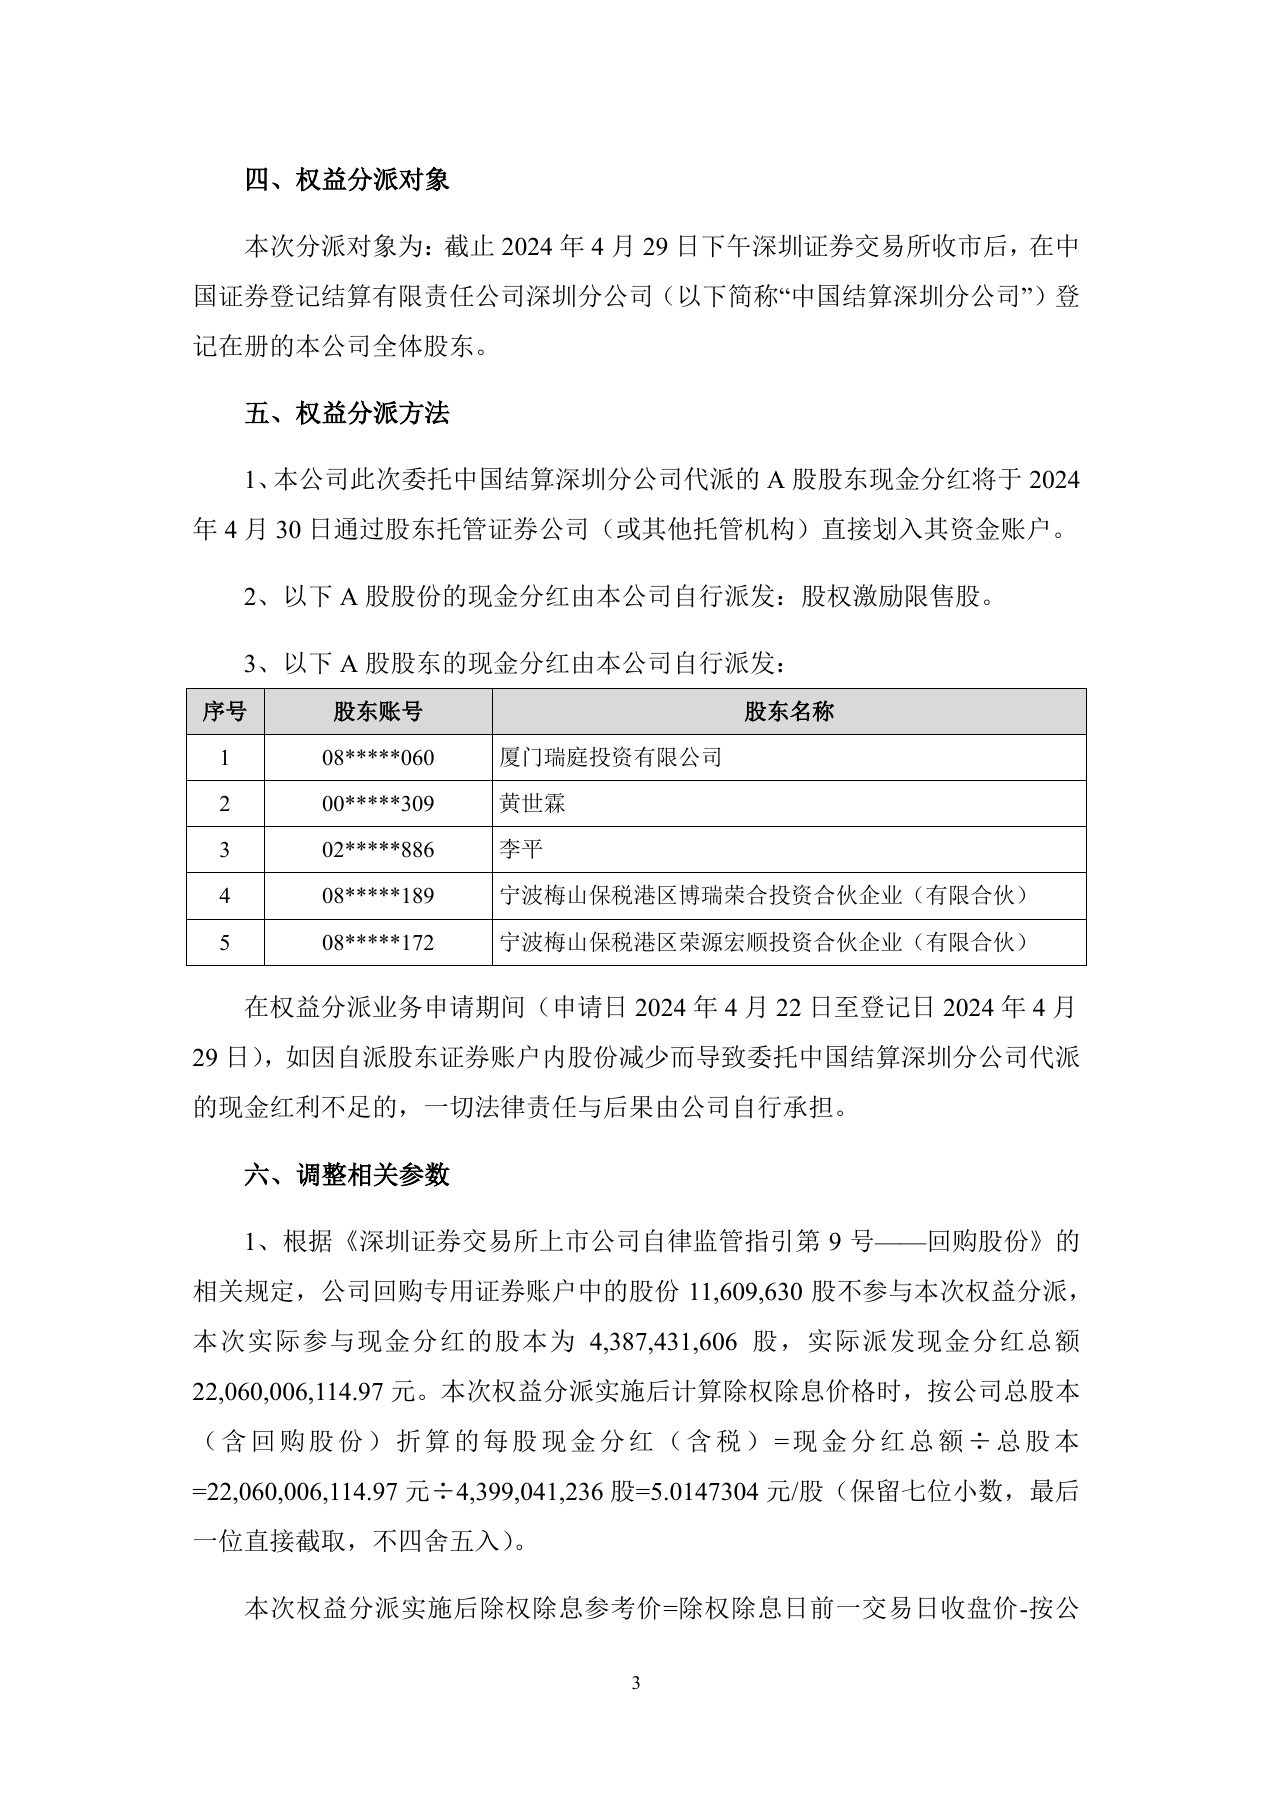 四、权益分派对象
本次分派对象为：截止 2024 年 4 月 29 日下午深圳证券交易所收市后，在中
国证券登记结算有限责任公司深圳分公司（以下简称“中国结算深圳分公司”）登
记在册的本公司全体股东。
五、权益分派方法
1、本公司此次委托中国结算深圳分公司代派的 A 股股东现金分红将于 2024
年 4 月 30 日通过股东托管证券公司（或其他托管机构）直接划入其资金账户。
2、以下 A 股股份的现金分红由本公司自行派发：股权激励限售股。
3、以下 A 股股东的现金分红由本公司自行派发：
序号 股东账号 股东名称
1 08*****060 厦门瑞庭投资有限公司
2 00*****309 黄世霖
3 02*****886 李平
4 08*****189 宁波梅山保税港区博瑞荣合投资合伙企业（有限合伙）
5 08*****172 宁波梅山保税港区荣源宏顺投资合伙企业（有限合伙）
在权益分派业务申请期间（申请日 2024 年 4 月 22 日至登记日 2024 年 4 月
29 日），如因自派股东证券账户内股份减少而导致委托中国结算深圳分公司代派
的现金红利不足的，一切法律责任与后果由公司自行承担。
六、调整相关参数
1、根据《深圳证券交易所上市公司自律监管指引第 9 号——回购股份》的
相关规定，公司回购专用证券账户中的股份 11,609,630 股不参与本次权益分派，
本次实际参与现金分红的股本为 4,387,431,606 股，实际派发现金分红总额
22,060,006,114.97 元。本次权益分派实施后计算除权除息价格时，按公司总股本
（含回购股份）折算的每股现金分红（含税）=现金分红总额÷总股本
=22,060,006,114.97 元÷4,399,041,236 股=5.0147304 元/股（保留七位小数，最后
一位直接截取，不四舍五入）。
本次权益分派实施后除权除息参考价=除权除息日前一交易日收盘价-按公
3